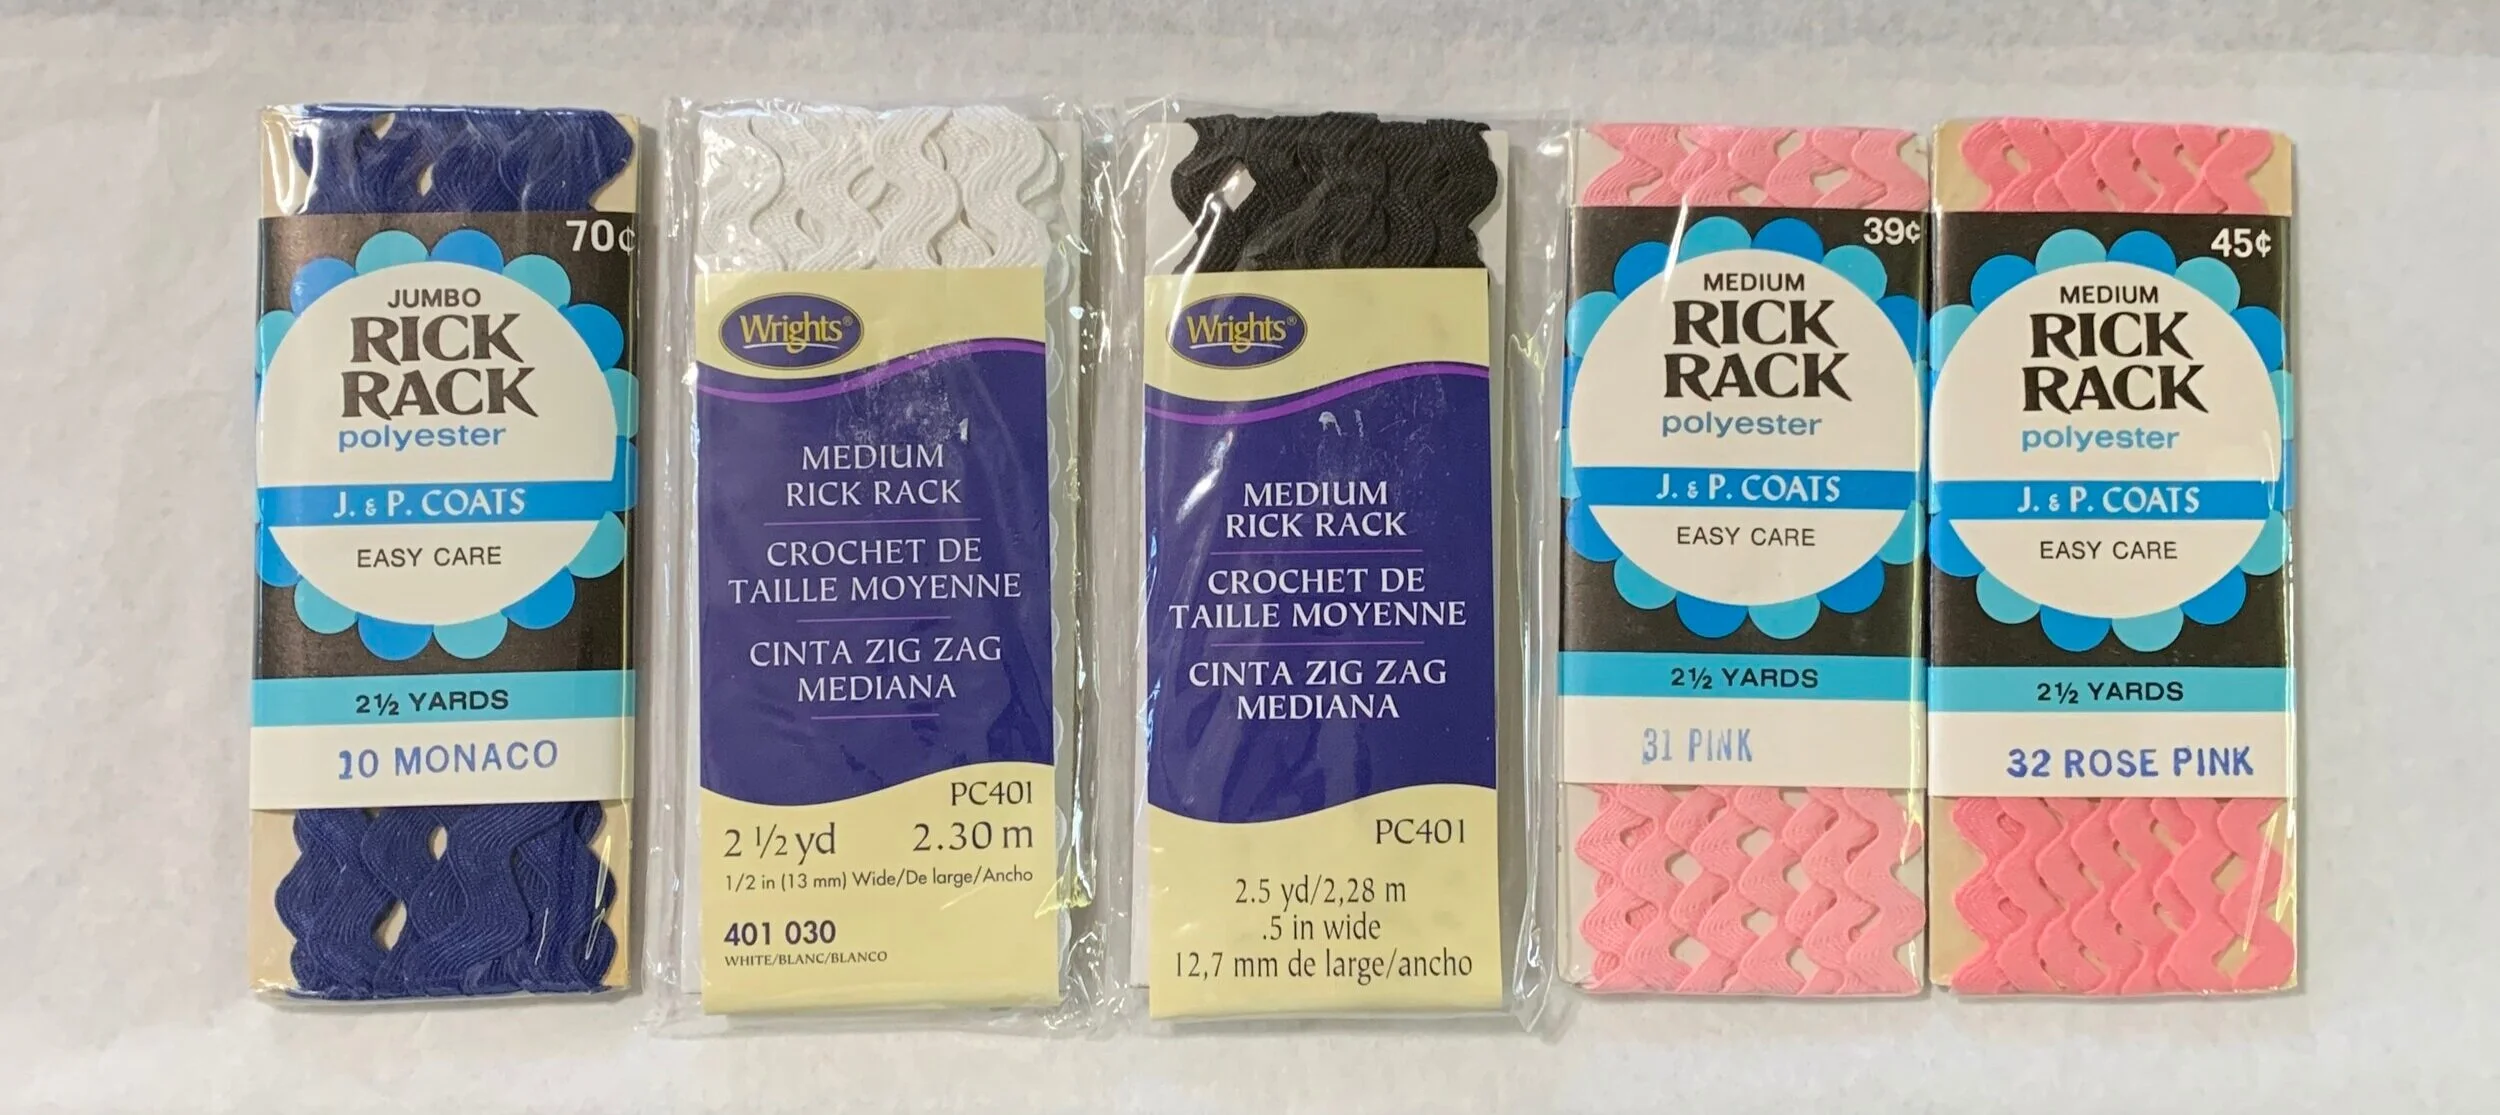 70¢
JUMBO
RICK
RACK
polyester
J. & P. COATS
EASY CARE
2½ YARDS
10 MONACO
Wrights®
MEDIUM
RICK RACK
CROCHET DE
TAILLE MOYENNE
CINTA ZIG ZAG
MEDIANA
PC401
2 1/2 yd 2.30 m
1/2 in (13 mm) Wide/De large/Ancho
401 030
WHITE/BLANC/BLANCO
Wrights®
MEDIUM
RICK RACK
CROCHET DE
TAILLE MOYENNE
CINTA ZIG ZAG
MEDIANA
PC401
2.5 yd/2,28 m
.5 in wide
12,7 mm de large/ancho
39¢
MEDIUM
RICK
RACK
polyester
J. & P. COATS
EASY CARE
2½ YARDS
31 PINK
45¢
MEDIUM
RICK
RACK
polyester
J. & P. COATS
EASY CARE
2½ YARDS
32 ROSE PINK